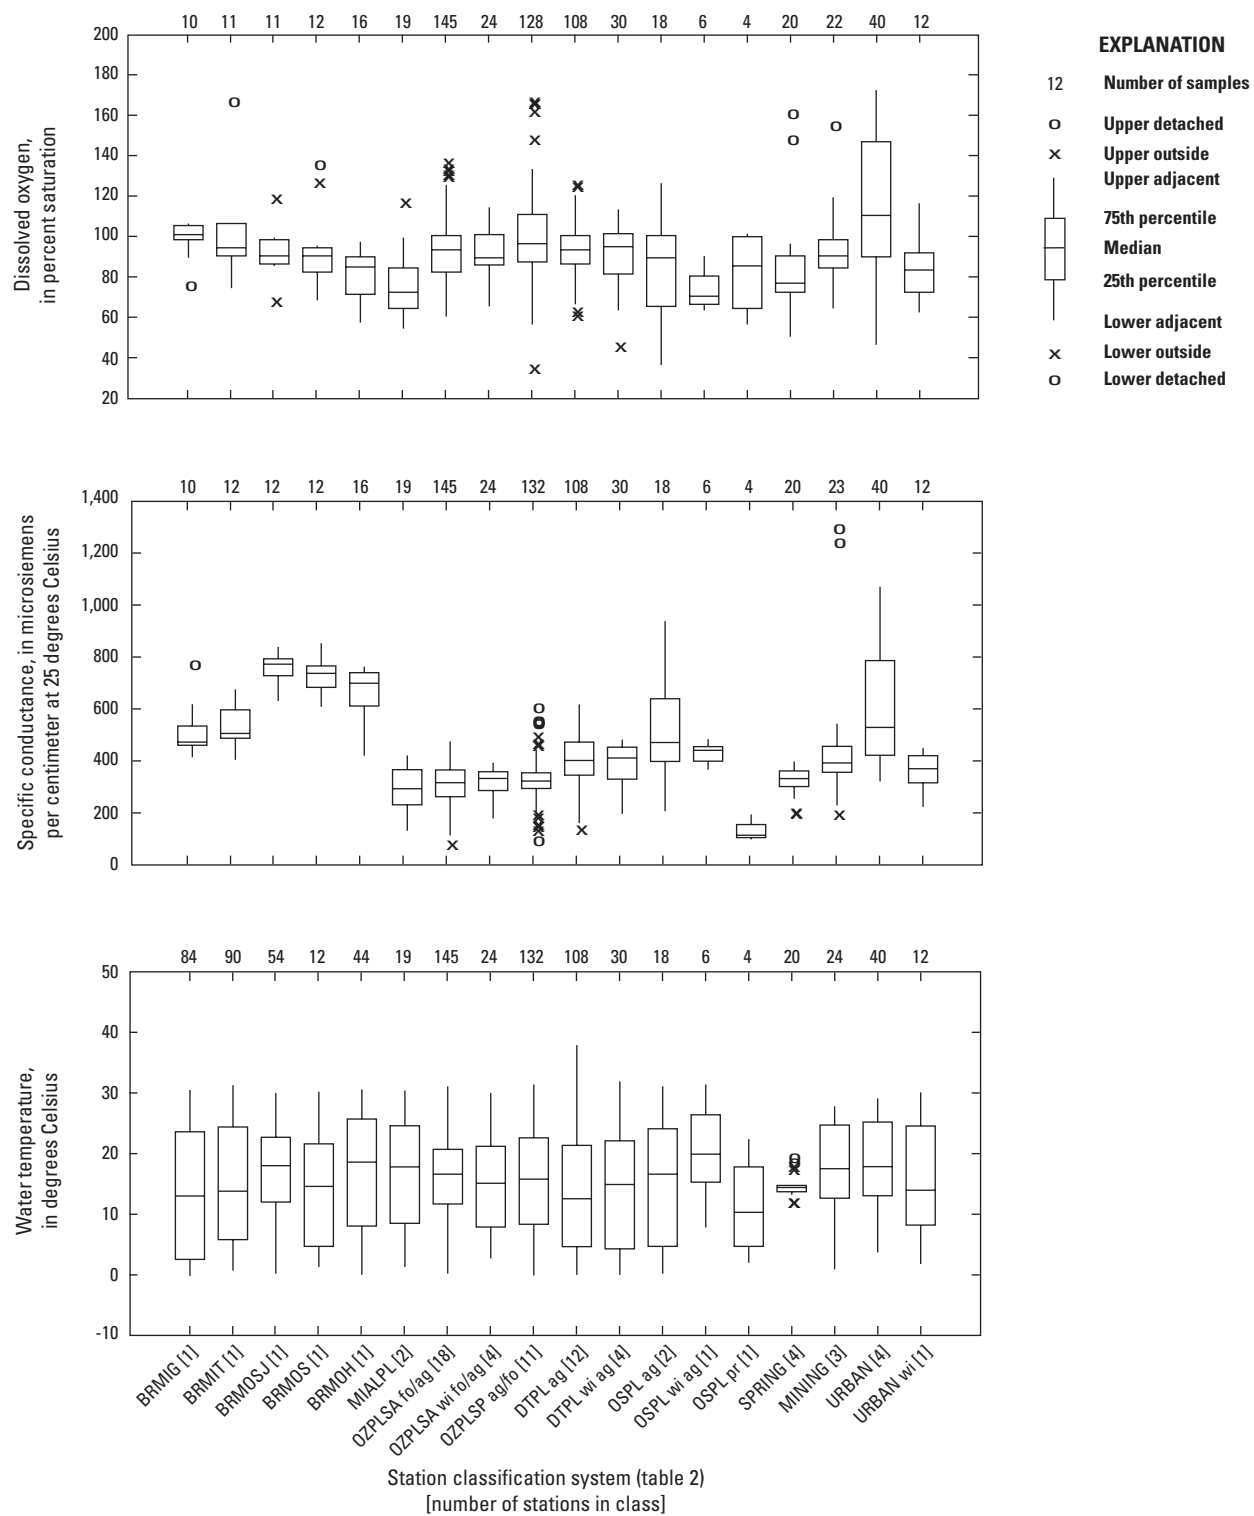 10 11 11 12 16 19 145 24 128 108 30 18 6 4 20 22 40 12
200
180
160
140
120
100
80
60
40
20
Dissolved oxygen,
in percent saturation
EXPLANATION
12 Number of samples
o Upper detached
x Upper outside
Upper adjacent
75th percentile
Median
25th percentile
Lower adjacent
x Lower outside
o Lower detached
10 12 12 12 16 19 145 24 132 108 30 18 6 4 20 23 40 12
1,400
1,200
1,000
800
600
400
200
0
Specific conductance, in microsiemens
per centimeter at 25 degrees Celsius
84 90 54 12 44 19 145 24 132 108 30 18 6 4 20 24 40 12
50
40
30
20
10
0
-10
Water temperature,
in degrees Celsius
BRMIG [1]
BRMIT [1]
BRMOSJ [1]
BRMOS [1]
BRMOH [1]
MIALPL [2]
OZPLSA fo/ag [18]
OZPLSA wi fo/ag [4]
OZPLSP ag/fo [11]
DTPL ag [12]
DTPL wi ag [4]
OSPL ag [2]
OSPL wi ag [1]
OSPL pr [1]
SPRING [4]
MINING [3]
URBAN [4]
URBAN wi [1]
Station classification system (table 2)
[number of stations in class]